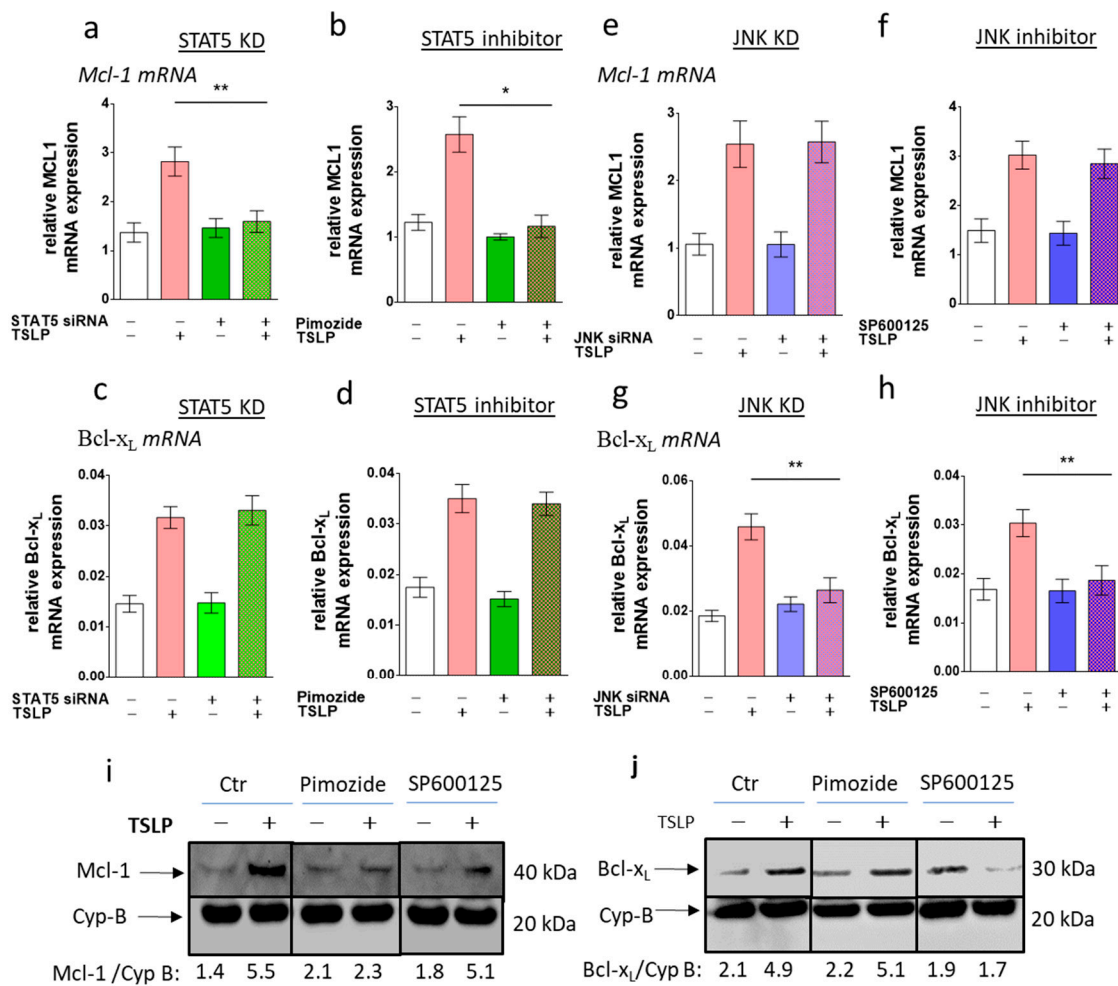 a
STAT5 KD
Mcl-1 mRNA
relative MCL1
mRNA expression
4
3
2
1
0
**
STAT5 siRNA − − + +
TSLP − + − +
b
STAT5 inhibitor
relative MCL1
mRNA expression
3
2
1
0
*
Pimozide − − + +
TSLP − + − +
e
JNK KD
Mcl-1 mRNA
relative MCL1
mRNA expression
3
2
1
0
JNK siRNA − − + +
TSLP − + − +
f
JNK inhibitor
relative MCL1
mRNA expression
4
3
2
1
0
SP600125 − − + +
TSLP − + − +
c
STAT5 KD
Bcl-xL mRNA
relative Bcl-xL
mRNA expression
0.04
0.03
0.02
0.01
0.00
STAT5 siRNA − − + +
TSLP − + − +
d
STAT5 inhibitor
relative Bcl-xL
mRNA expression
0.04
0.03
0.02
0.01
0.00
Pimozide − − + +
TSLP − + − +
g
JNK KD
Bcl-xL mRNA
relative Bcl-xL
mRNA expression
0.06
0.04
0.02
0.00
**
JNK siRNA − − + +
TSLP − + − +
h
JNK inhibitor
relative Bcl-xL
mRNA expression
0.04
0.03
0.02
0.01
0.00
**
SP600125 − − + +
TSLP − + − +
i
Ctr Pimozide SP600125
TSLP − + − + − +
Mcl-1 40 kDa
Cyp-B 20 kDa
Mcl-1 /Cyp B: 1.4 5.5 2.1 2.3 1.8 5.1
j
Ctr Pimozide SP600125
TSLP − + − + − +
Bcl-xL 30 kDa
Cyp-B 20 kDa
Bcl-xL/Cyp B: 2.1 4.9 2.2 5.1 1.9 1.7